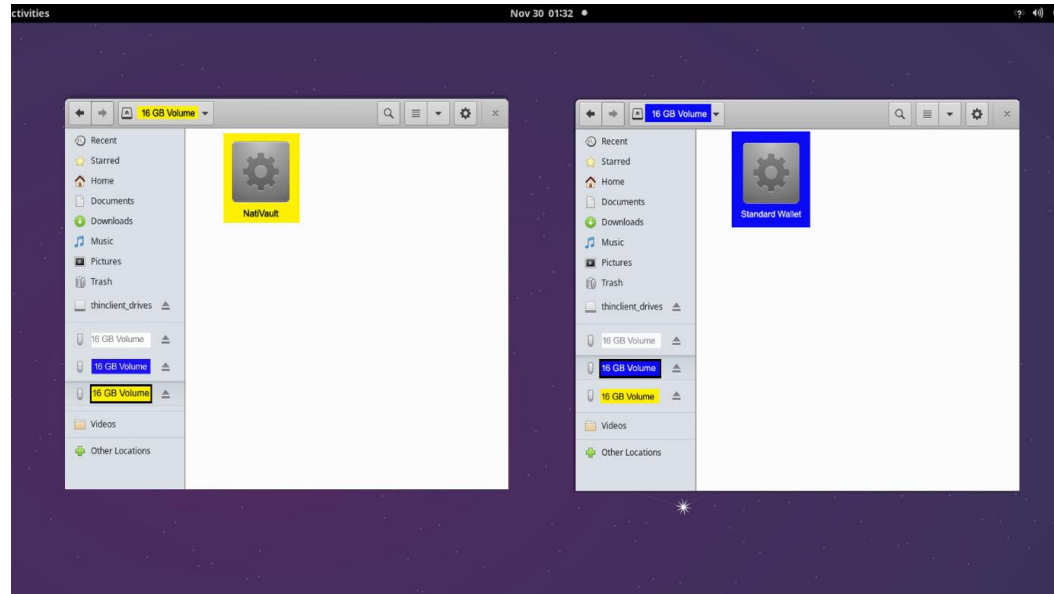 ctivities
Nov 30 01:32
?
16 GB Volume
Recent
Starred
Home
Documents
Downloads
Music
Pictures
Trash
thinclient_drives
16 GB Volume
16 GB Volume
16 GB Volume
Videos
Other Locations
NatiVault
16 GB Volume
Recent
Starred
Home
Documents
Downloads
Music
Pictures
Trash
thinclient_drives
16 GB Volume
16 GB Volume
16 GB Volume
Videos
Other Locations
Standard Wallet